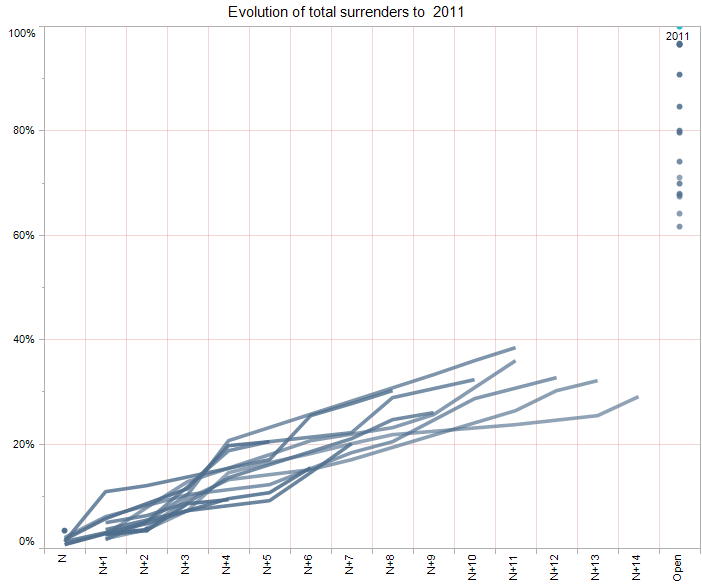 Evolution of total surrenders to  2011
100%
80%
60%
40%
20%
0%
2011
N
N+1
N+2
N+3
N+4
N+5
N+6
N+7
N+8
N+9
N+10
N+11
N+12
N+13
N+14
Open